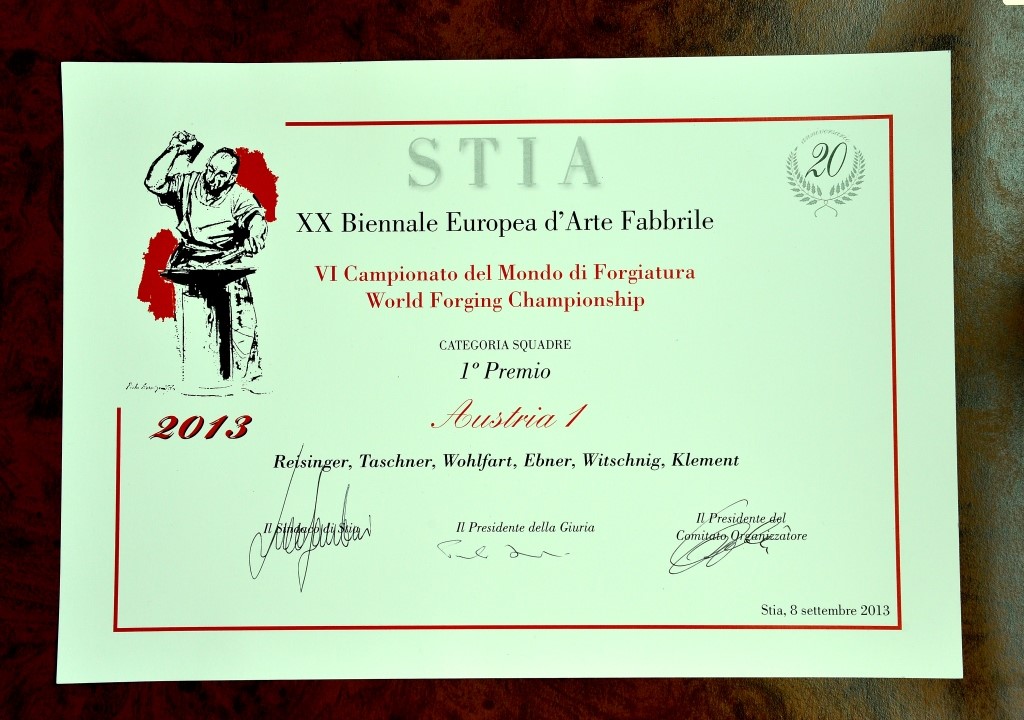 STIA
anniversario
20
XX Biennale Europea d'Arte Fabbrile
VI Campionato del Mondo di Forgiatura
World Forging Championship
CATEGORIA SQUADRE
1º Premio
2013
Austria 1
Reisinger, Taschner, Wohlfart, Ebner, Witschnig, Klement
Il Sindaco di Stia
Il Presidente della Giuria
Il Presidente del
Comitato Organizzatore
Stia, 8 settembre 2013